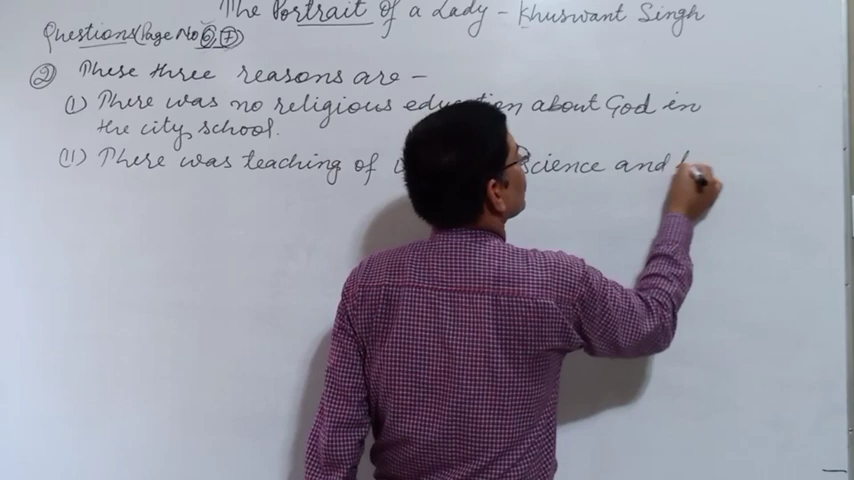 The Portrait of a Lady - Khuswant Singh
Questions (Page No 6, 7)
② These three reasons are -
(I) There was no religious education about God in
the city school.
(II) There was teaching of science and